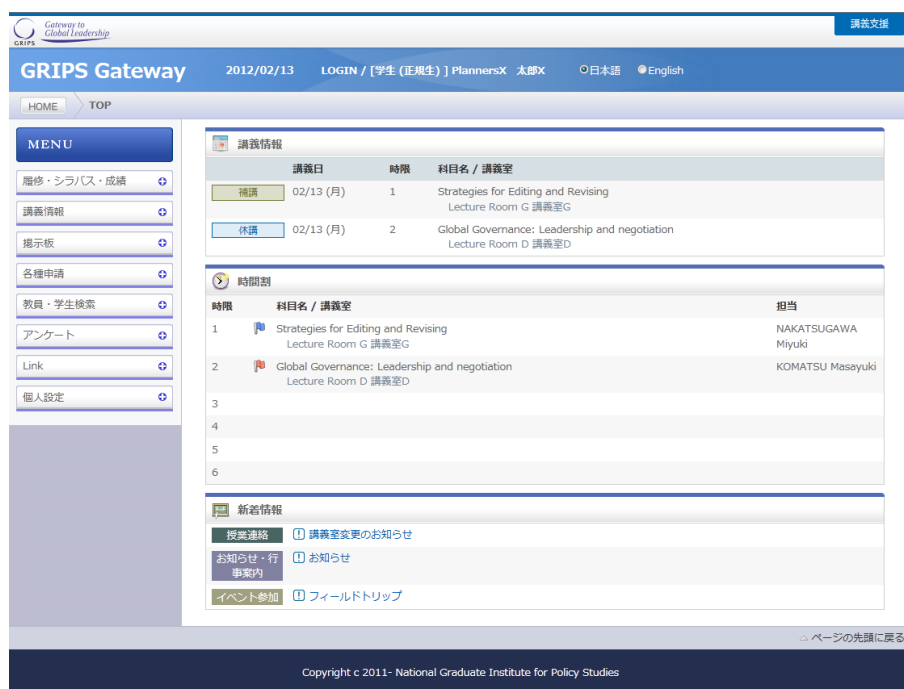 Gateway to
Global Leadership
GRIPS
講義支援
GRIPS Gateway 2012/02/13 LOGIN / [学生 (正規生) ] PlannersX 太郎X 日本語 English
HOME TOP
MENU
履修・シラバス・成績
講義情報
掲示板
各種申請
教員・学生検索
アンケート
Link
個人設定
講義情報
講義日 時限 科目名 / 講義室
補講 02/13 (月) 1 Strategies for Editing and Revising
Lecture Room G 講義室G
休講 02/13 (月) 2 Global Governance: Leadership and negotiation
Lecture Room D 講義室D
時間割
時限 科目名 / 講義室 担当
1 Strategies for Editing and Revising NAKATSUGAWA
Lecture Room G 講義室G Miyuki
2 Global Governance: Leadership and negotiation KOMATSU Masayuki
Lecture Room D 講義室D
3
4
5
6
新着情報
授業連絡 講義室変更のお知らせ
お知らせ・行 お知らせ
事案内
イベント参加 フィールドトリップ
ページの先頭に戻る
Copyright c 2011- National Graduate Institute for Policy Studies